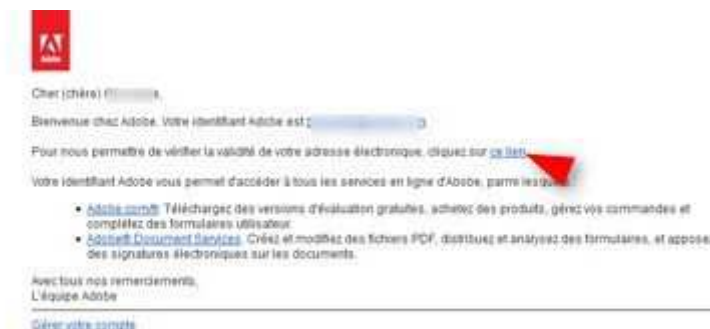 Adobe
Cher (chère)
Bienvenue chez Adobe. Votre identifiant Adobe est
Pour nous permettre de vérifier la validité de votre adresse électronique, cliquez sur ce lien
Votre identifiant Adobe vous permet d'accéder à tous les services en ligne d'Abobe, parmi lesquels
Adobe.com® Téléchargez des versions d'évaluation gratuites, achetez des produits, gérez vos commandes et
complétez des formulaires utilisateur.
Adobe® Document Services Créez et modifiez des fichiers PDF, distribuez et analysez des formulaires, et apposez
des signatures électroniques sur les documents.
Avec tous nos remerciements,
L'équipe Adobe
Gérer votre compte